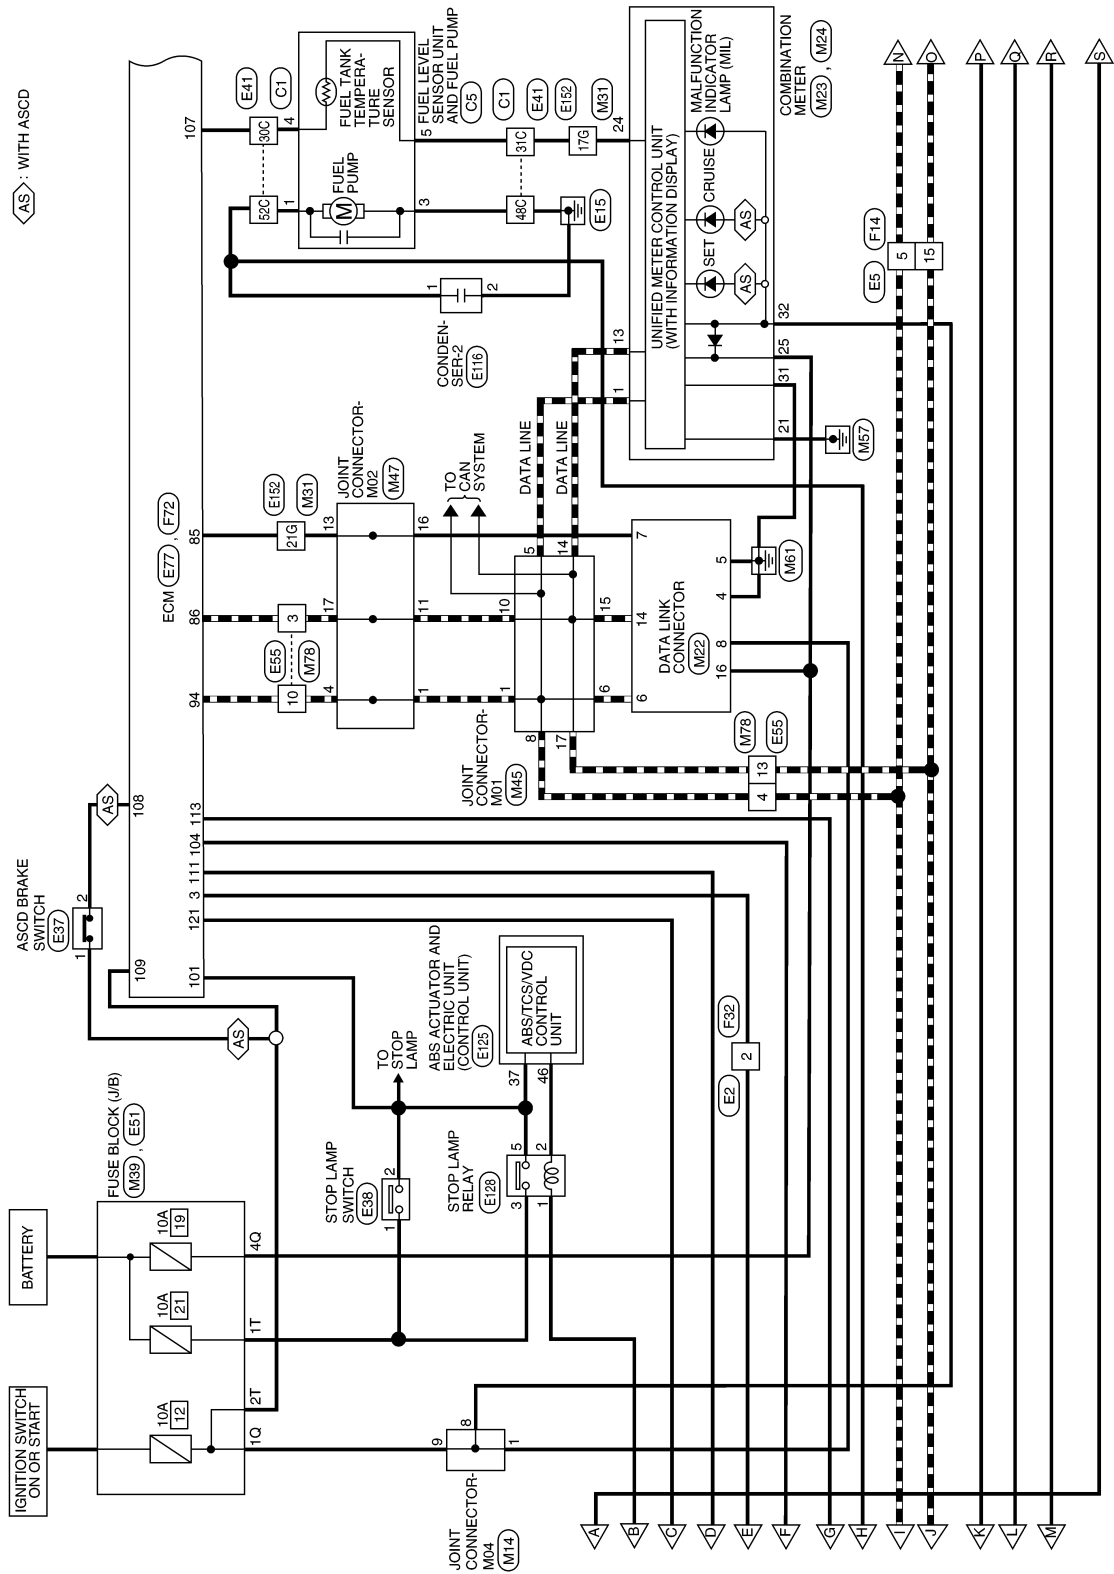 AS : WITH ASCD
BATTERY
IGNITION SWITCH
ON OR START
FUSE BLOCK (J/B)
M39 , E51
10A
19
10A
21
10A
12
4Q
1T
2T
1Q
ASCD BRAKE
SWITCH
E37
1
2
AS
AS
ECM E77 , F72
109
108
101
121
3
111
104
113
94
86
85
107
STOP LAMP
SWITCH
E38
1
2
TO
STOP
LAMP
STOP LAMP
RELAY
E128
3
5
1
2
ABS ACTUATOR AND
ELECTRIC UNIT
(CONTROL UNIT)
E125
ABS/TCS/VDC
CONTROL
UNIT
37
46
E2
2
F32
JOINT
CONNECTOR-
M04
M14
9
8
1
E55
M78
10
3
E152
M31
21G
JOINT
CONNECTOR-
M02
M47
4
17
13
1
11
16
TO
CAN
SYSTEM
JOINT
CONNECTOR-
M01
M45
1
10
5
14
8
17
6
15
DATA LINE
DATA LINE
DATA LINK
CONNECTOR
M22
6
14
7
16
8
4
5
M61
M78
E55
4
13
E41
C1
52C
30C
1
4
FUEL
PUMP
M
FUEL TANK
TEMPERA-
TURE
SENSOR
FUEL LEVEL
SENSOR UNIT
AND FUEL PUMP
C5
3
5
C1
E41
48C
31C
E152
M31
17G
E15
CONDEN-
SER-2
E116
1
2
1
13
24
UNIFIED METER CONTROL UNIT
(WITH INFORMATION DISPLAY)
SET
CRUISE
MALFUNCTION
INDICATOR
LAMP (MIL)
AS
AS
COMBINATION
METER
M23 , M24
21
31
25
32
M57
E5
F14
5
15
A
B
C
D
E
F
G
H
I
J
K
L
M
N
O
P
Q
R
S